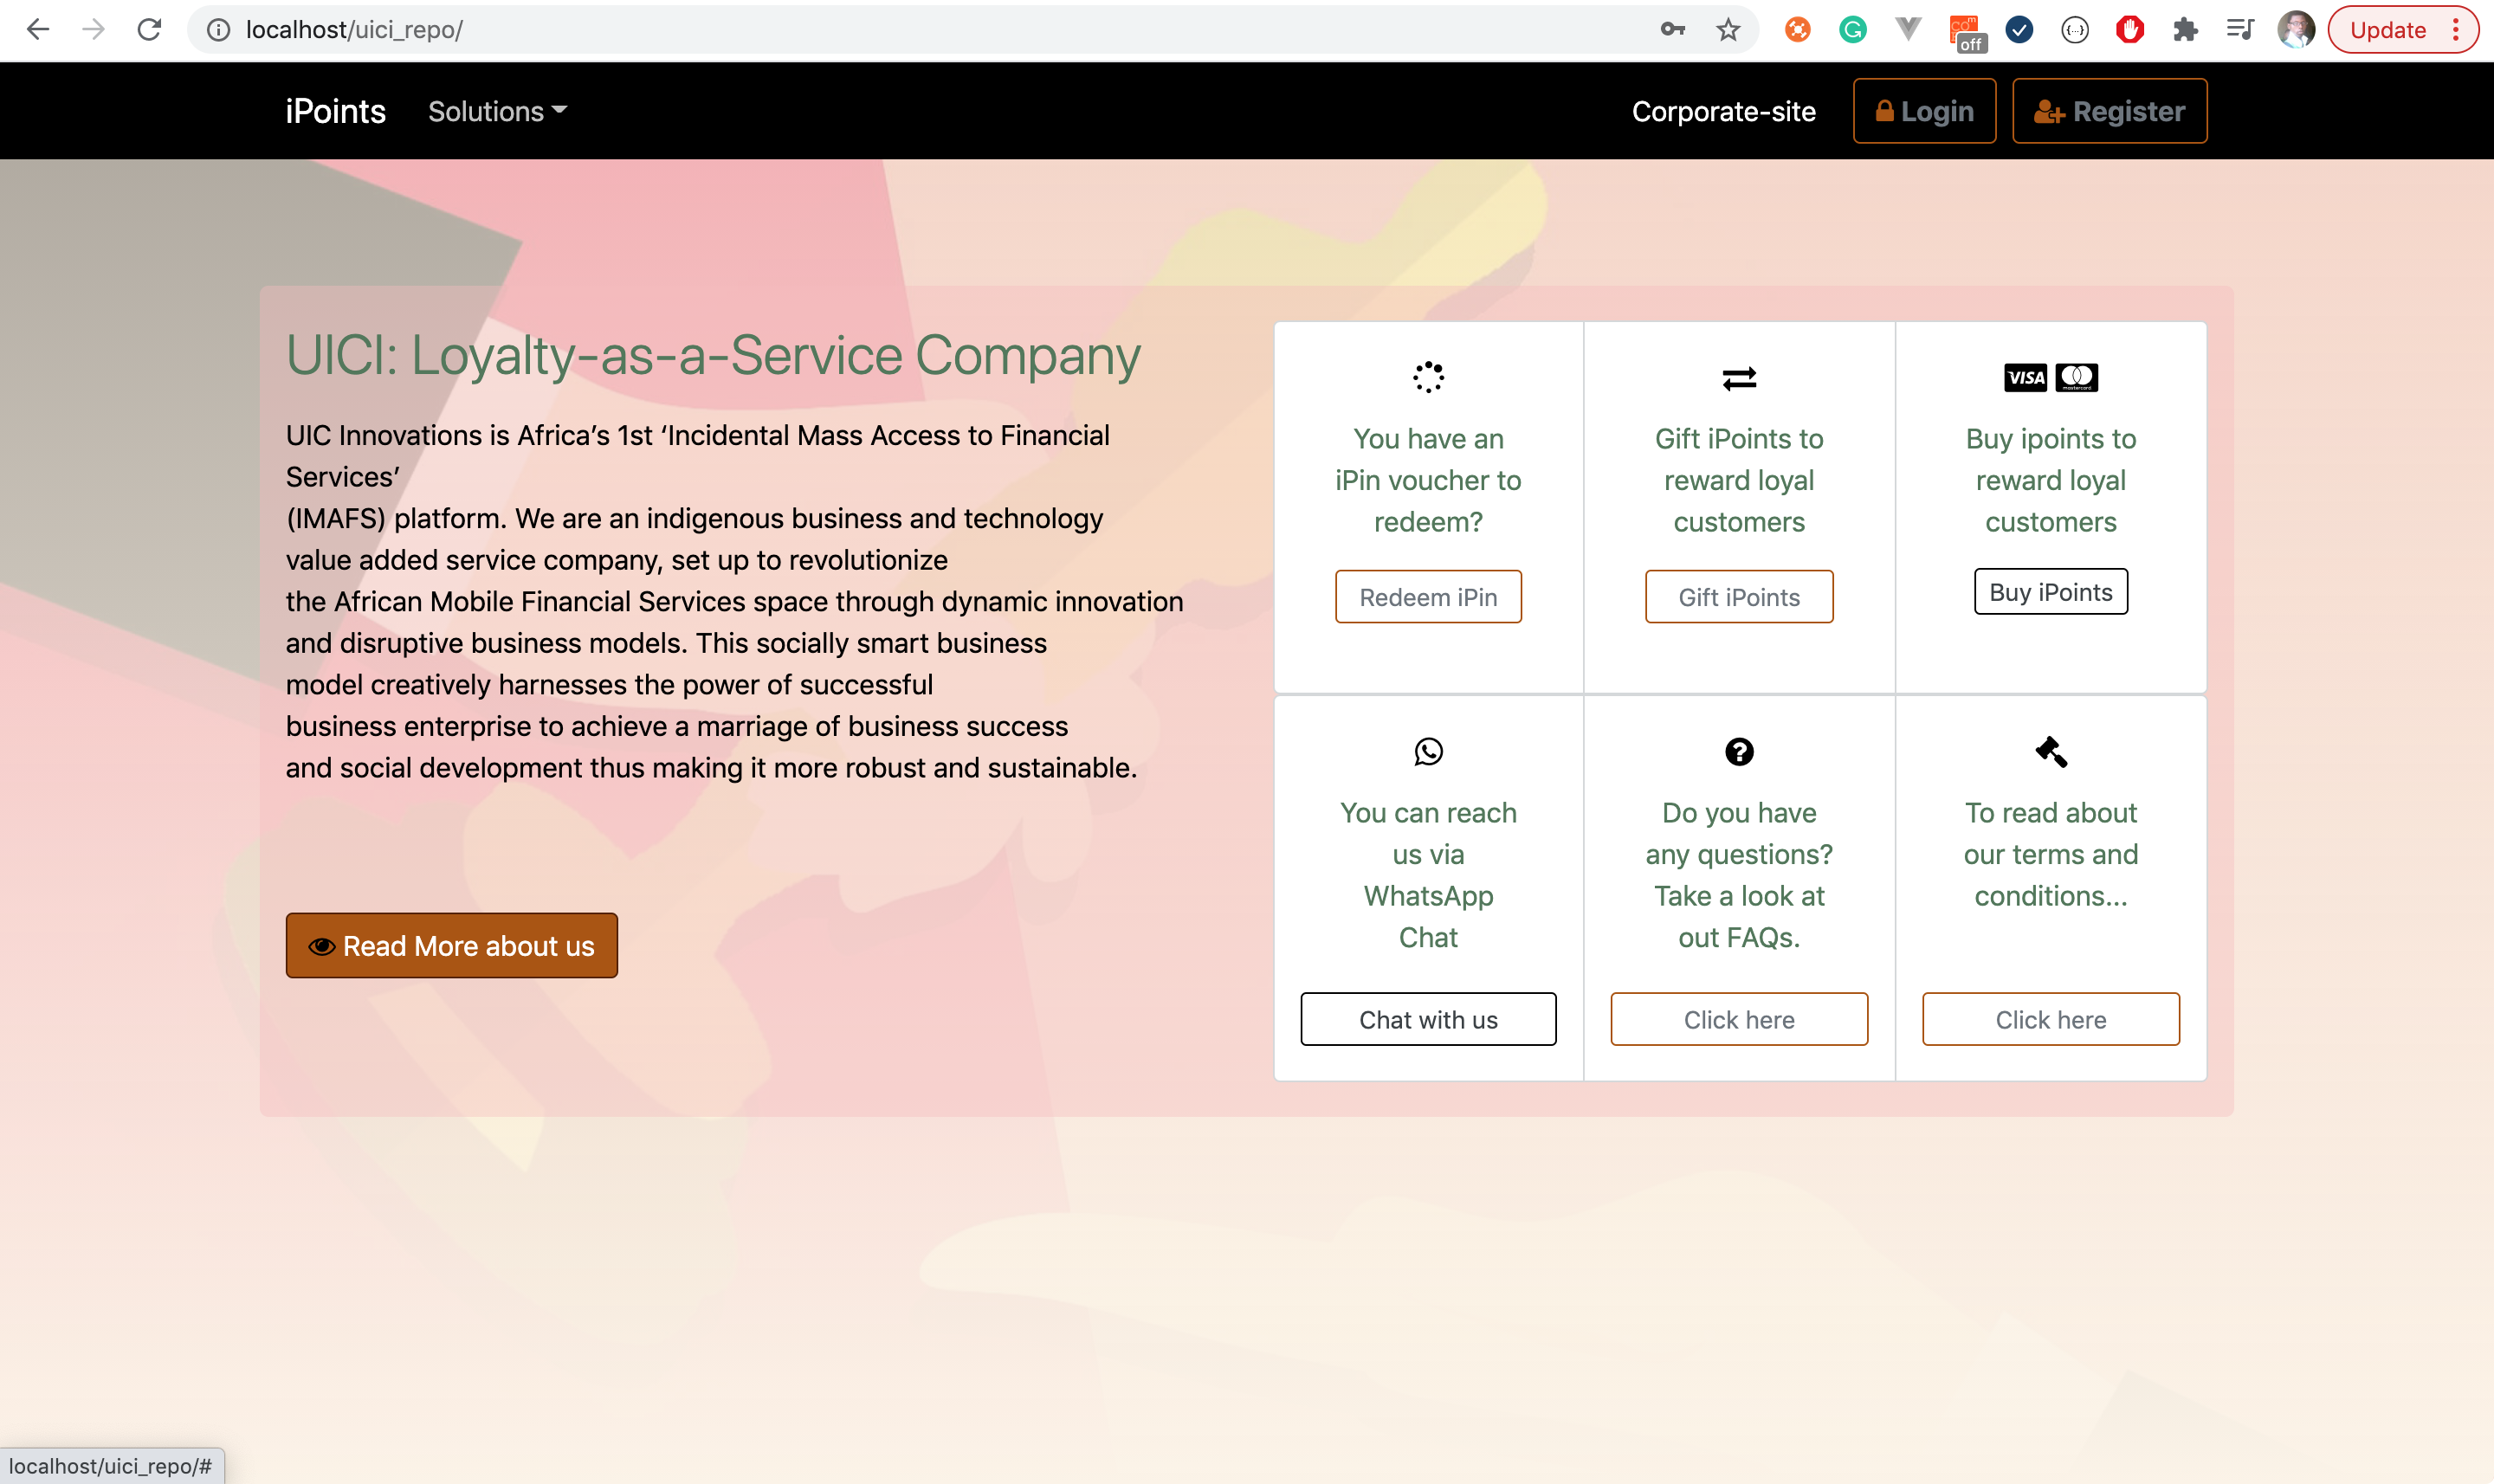 localhost/uici_repo/
off
Update
iPoints
Solutions
Corporate-site
Login
Register
UICI: Loyalty-as-a-Service Company
UIC Innovations is Africa’s 1st ‘Incidental Mass Access to Financial
Services’
(IMAFS) platform. We are an indigenous business and technology
value added service company, set up to revolutionize
the African Mobile Financial Services space through dynamic innovation
and disruptive business models. This socially smart business
model creatively harnesses the power of successful
business enterprise to achieve a marriage of business success
and social development thus making it more robust and sustainable.
Read More about us
You have an
iPin voucher to
redeem?
Redeem iPin
Gift iPoints to
reward loyal
customers
Gift iPoints
VISA
mastercard
Buy ipoints to
reward loyal
customers
Buy iPoints
You can reach
us via
WhatsApp
Chat
Chat with us
Do you have
any questions?
Take a look at
out FAQs.
Click here
To read about
our terms and
conditions...
Click here
localhost/uici_repo/#